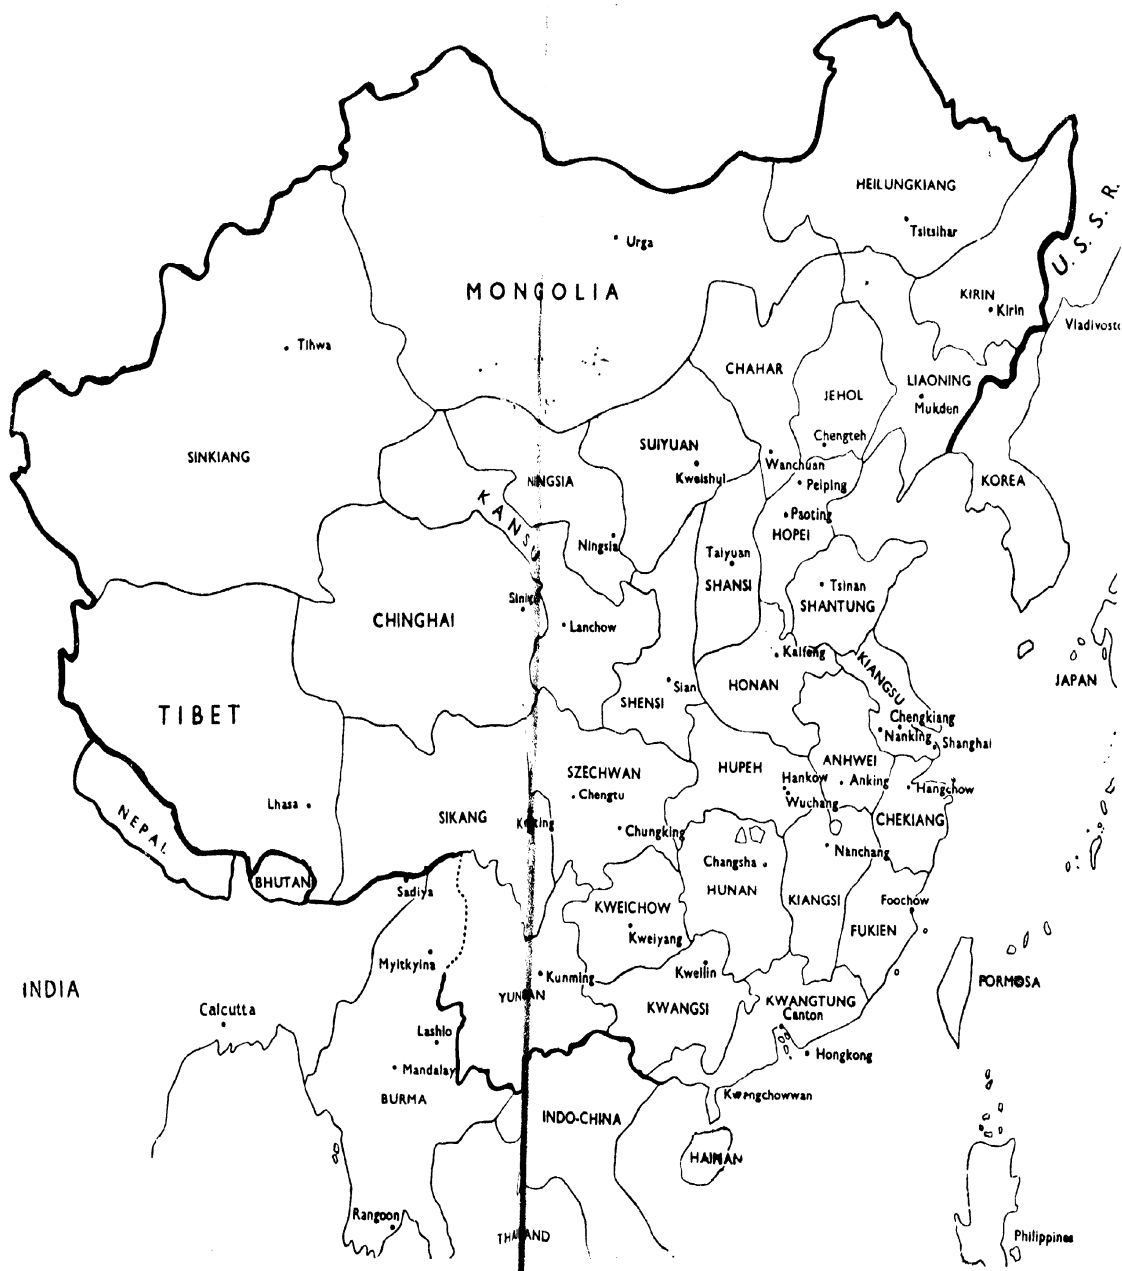 HEILUNGKIANG
Tsitsihar
U. S. S. R.
Urga
MONGOLIA
KIRIN
Kirin
Vladivosto
Tihwa
CHAHAR
JEHOL
LIAONING
Mukden
Chengteh
SINKIANG
SUIYUAN
Kweishui
Wanchuan
Peiping
KOREA
NINGSIA
KANSU
Paoting
HOPEI
Ningsia
Taiyuan
SHANSI
Tsinan
SHANTUNG
CHINGHAI
Sining
Lanchow
Kaifeng
KIANGSU
JAPAN
TIBET
SHENSI
Sian
HONAN
Chengkiang
Nanking
Shanghai
SZECHWAN
Chengtu
HUPEH
ANHWEI
Hankow
Anking
Wuchang
Hangchow
CHEKIANG
Lhasa
SIKANG
Chungking
NEPAL
Changsha
HUNAN
Nanchang
BHUTAN
Sadiya
KWEICHOW
Kweiyang
KIANGSI
Foochow
FUKIEN
Myitkyina
Kweilin
Kunming
YUNNAN
KWANGSI
KWANGTUNG
Canton
FORMOSA
INDIA
Calcutta
Lashio
Mandalay
BURMA
Hongkong
Kwangchowwan
INDO-CHINA
HAINAN
Rangoon
THAILAND
Philippines